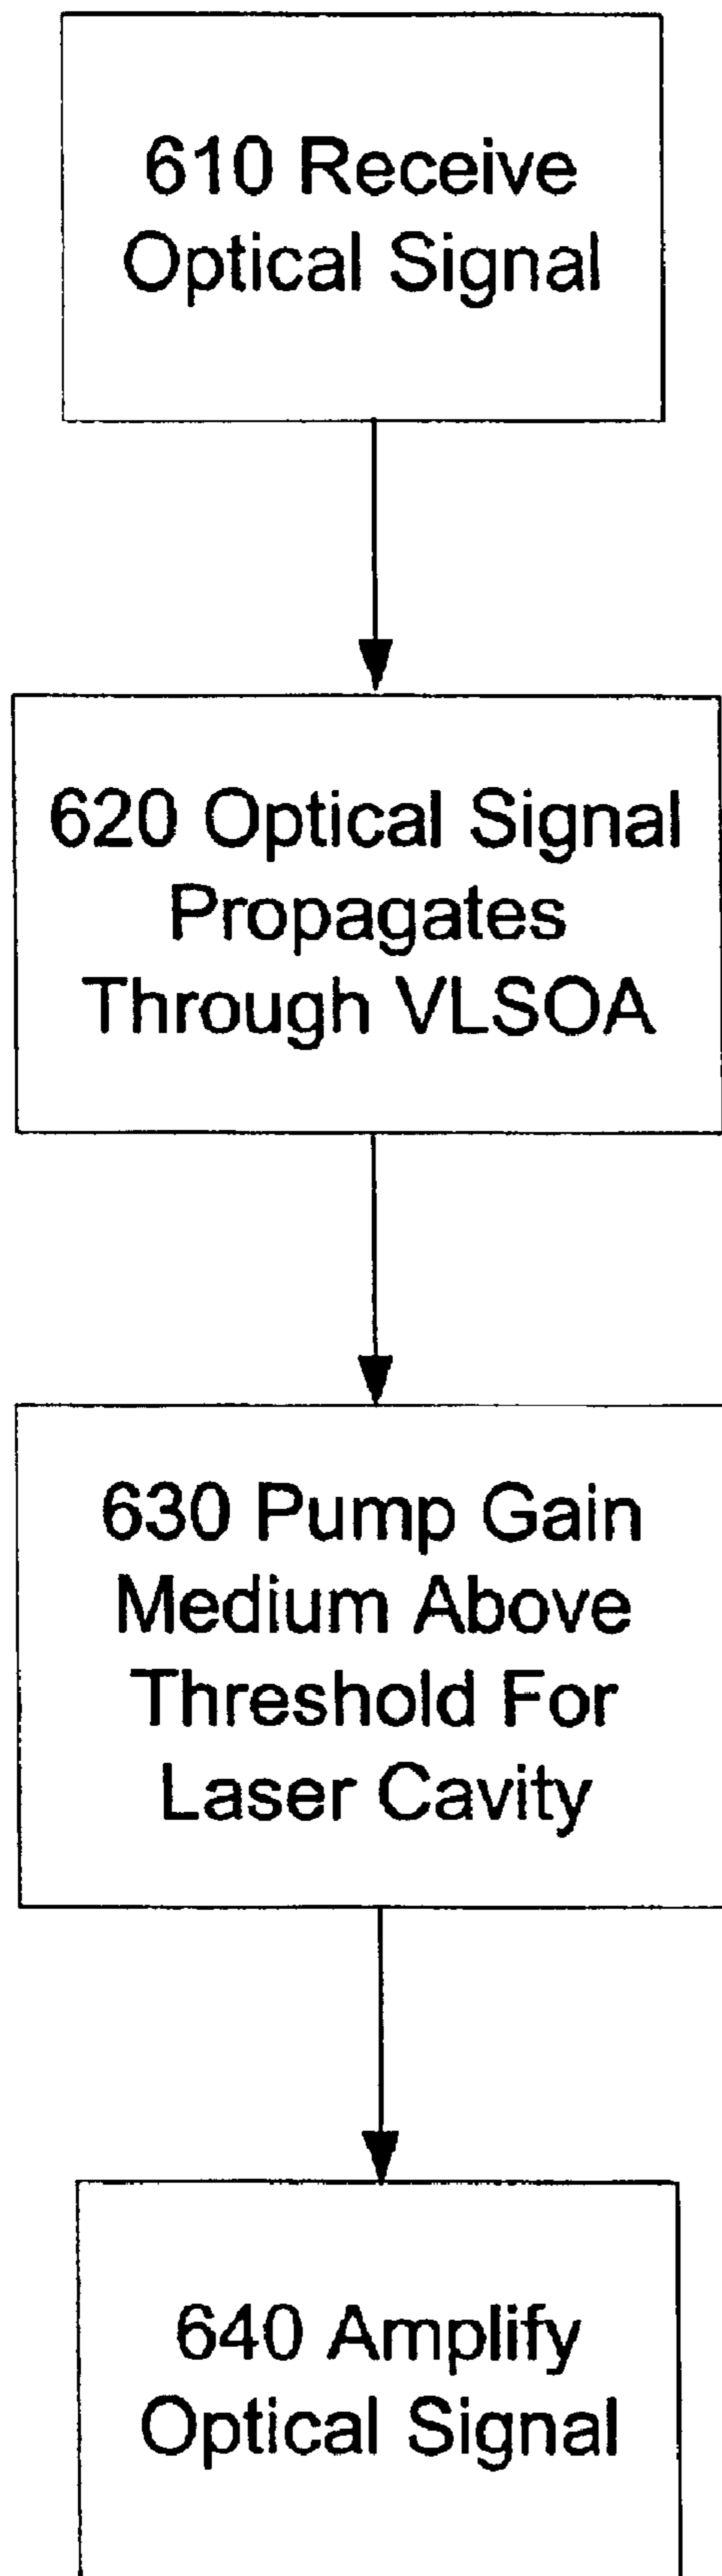 610 Receive
Optical Signal
620 Optical Signal
Propagates
Through VLSOA
630 Pump Gain
Medium Above
Threshold For
Laser Cavity
640 Amplify
Optical Signal